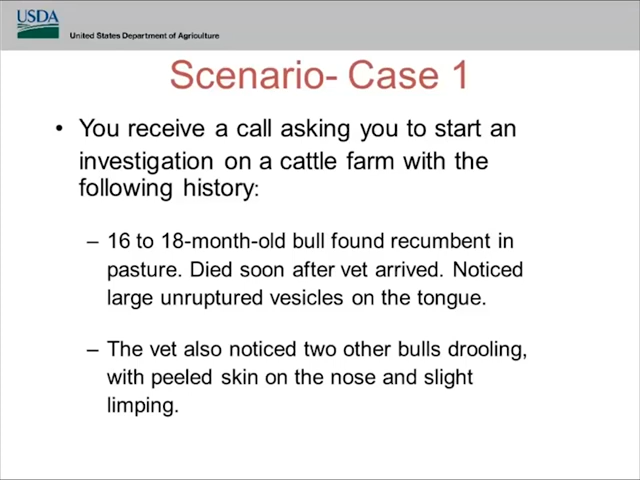 USDA
United States Department of Agriculture
Scenario- Case 1
• You receive a call asking you to start an
investigation on a cattle farm with the
following history:
– 16 to 18-month-old bull found recumbent in
pasture. Died soon after vet arrived. Noticed
large unruptured vesicles on the tongue.
– The vet also noticed two other bulls drooling,
with peeled skin on the nose and slight
limping.